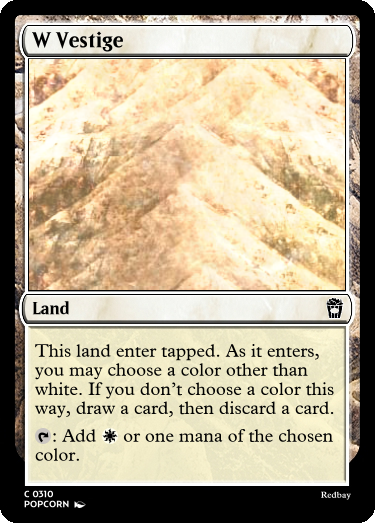 W Vestige
Land
This land enter tapped. As it enters,
you may choose a color other than
white. If you don't choose a color this
way, draw a card, then discard a card.
: Add or one mana of the chosen
color.
C 0310
POPCORN
Redbay